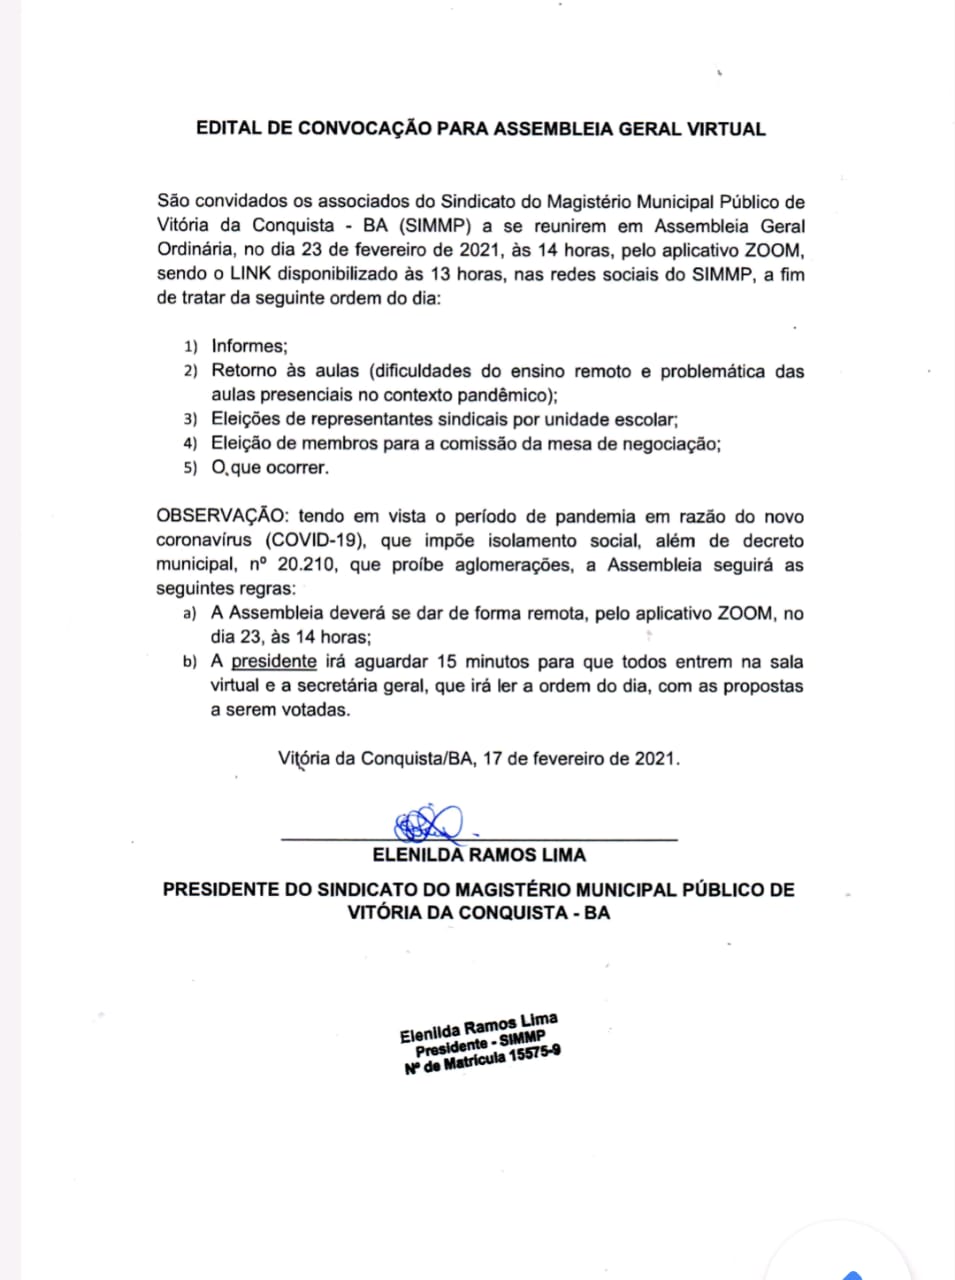 EDITAL DE CONVOCAÇÃO PARA ASSEMBLEIA GERAL VIRTUAL
São convidados os associados do Sindicato do Magistério Municipal Público de
Vitória da Conquista - BA (SIMMP) a se reunirem em Assembleia Geral
Ordinária, no dia 23 de fevereiro de 2021, às 14 horas, pelo aplicativo ZOOM,
sendo o LINK disponibilizado às 13 horas, nas redes sociais do SIMMP, a fim
de tratar da seguinte ordem do dia:
1) Informes;
2) Retorno às aulas (dificuldades do ensino remoto e problemática das
aulas presenciais no contexto pandêmico);
3) Eleições de representantes sindicais por unidade escolar;
4) Eleição de membros para a comissão da mesa de negociação;
5) O que ocorrer.
OBSERVAÇÃO: tendo em vista o período de pandemia em razão do novo
coronavírus (COVID-19), que impõe isolamento social, além de decreto
municipal, nº 20.210, que proíbe aglomerações, a Assembleia seguirá as
seguintes regras:
a) A Assembleia deverá se dar de forma remota, pelo aplicativo ZOOM, no
dia 23, às 14 horas;
b) A presidente irá aguardar 15 minutos para que todos entrem na sala
virtual e a secretária geral, que irá ler a ordem do dia, com as propostas
a serem votadas.
Vitória da Conquista/BA, 17 de fevereiro de 2021.
ELENILDA RAMOS LIMA
PRESIDENTE DO SINDICATO DO MAGISTÉRIO MUNICIPAL PÚBLICO DE
VITÓRIA DA CONQUISTA - BA
Elenilda Ramos Lima
Presidente - SIMMP
Nº de Matrícula 15575-9